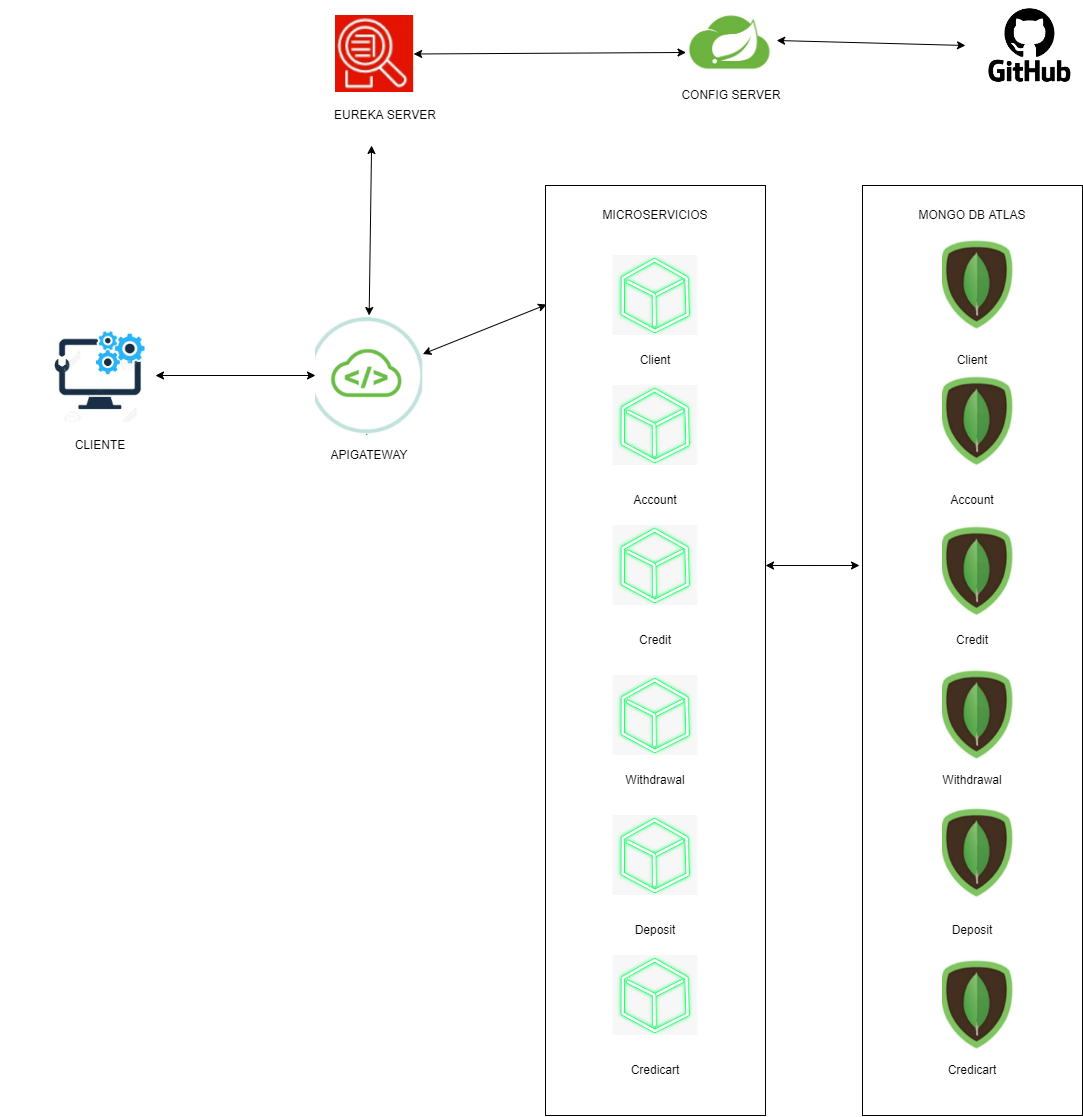 GitHub
CONFIG SERVER
EUREKA SERVER
MICROSERVICIOS
MONGO DB ATLAS
Client
Client
</>
CLIENTE
APIGATEWAY
Account
Account
Credit
Credit
Withdrawal
Withdrawal
Deposit
Deposit
Credicart
Credicart